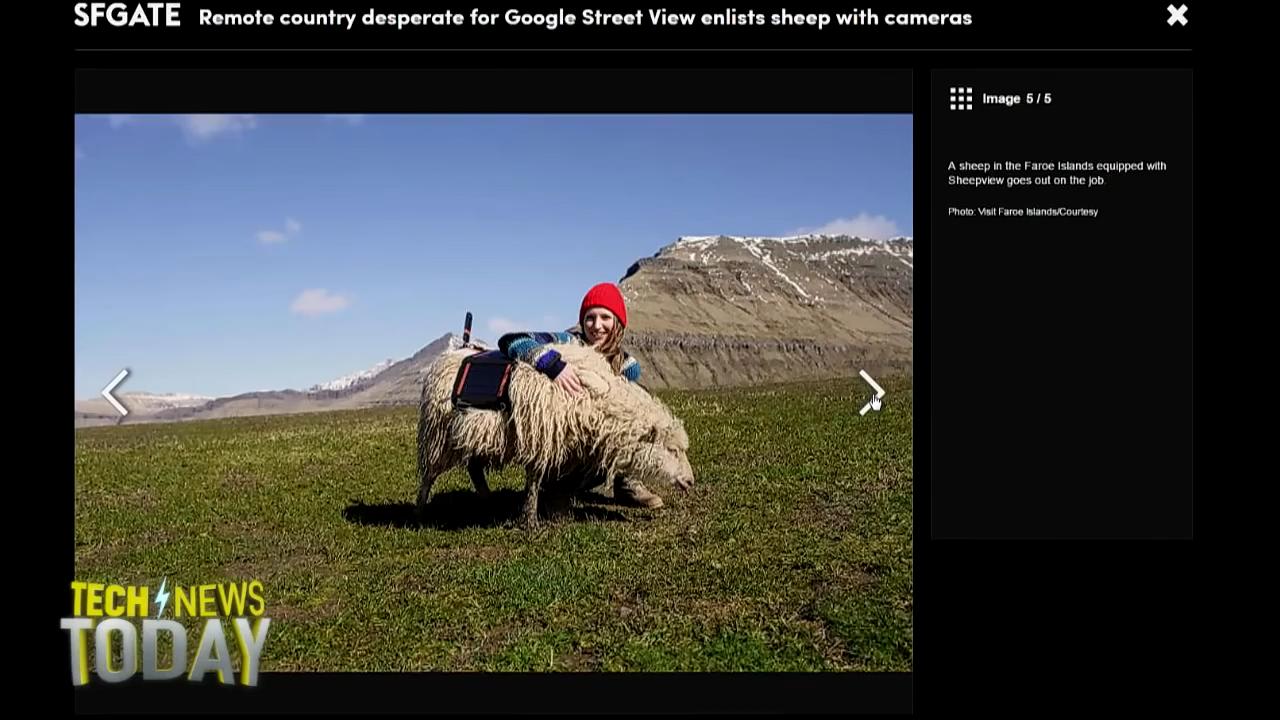 SFGATE Remote country desperate for Google Street View enlists sheep with cameras
Image 5 / 5
A sheep in the Faroe Islands equipped with
Sheepview goes out on the job.
Photo: Visit Faroe Islands/Courtesy
TECH NEWS
TODAY